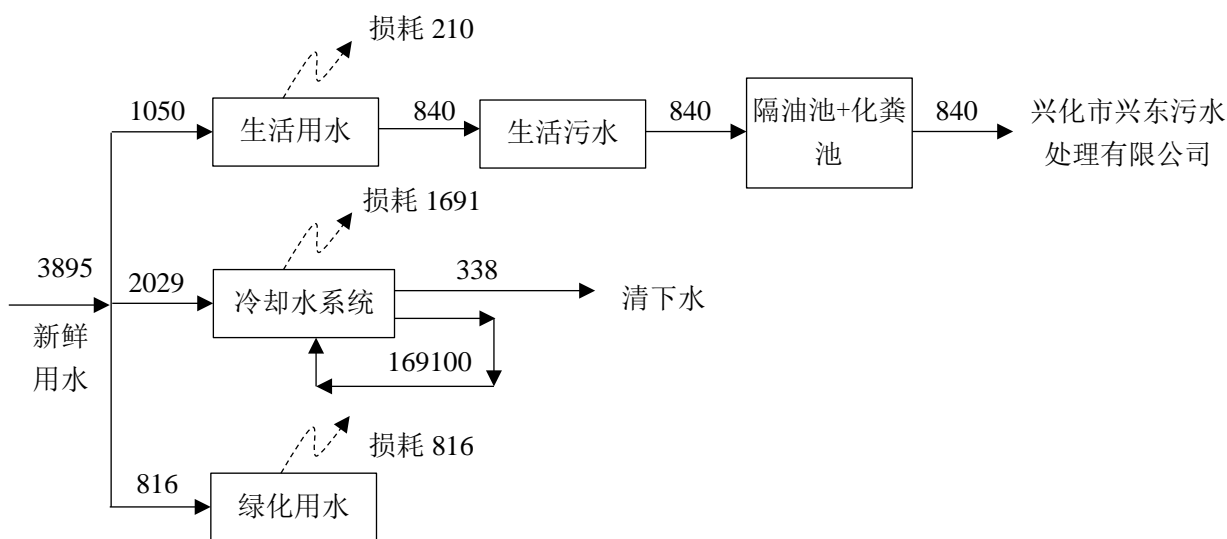 损耗 210
1050
生活用水
840
生活污水
840
隔油池+化粪
池
840
兴化市兴东污水
处理有限公司
损耗 1691
3895
新鲜
用水
2029
冷却水系统
338
清下水
169100
损耗 816
816
绿化用水